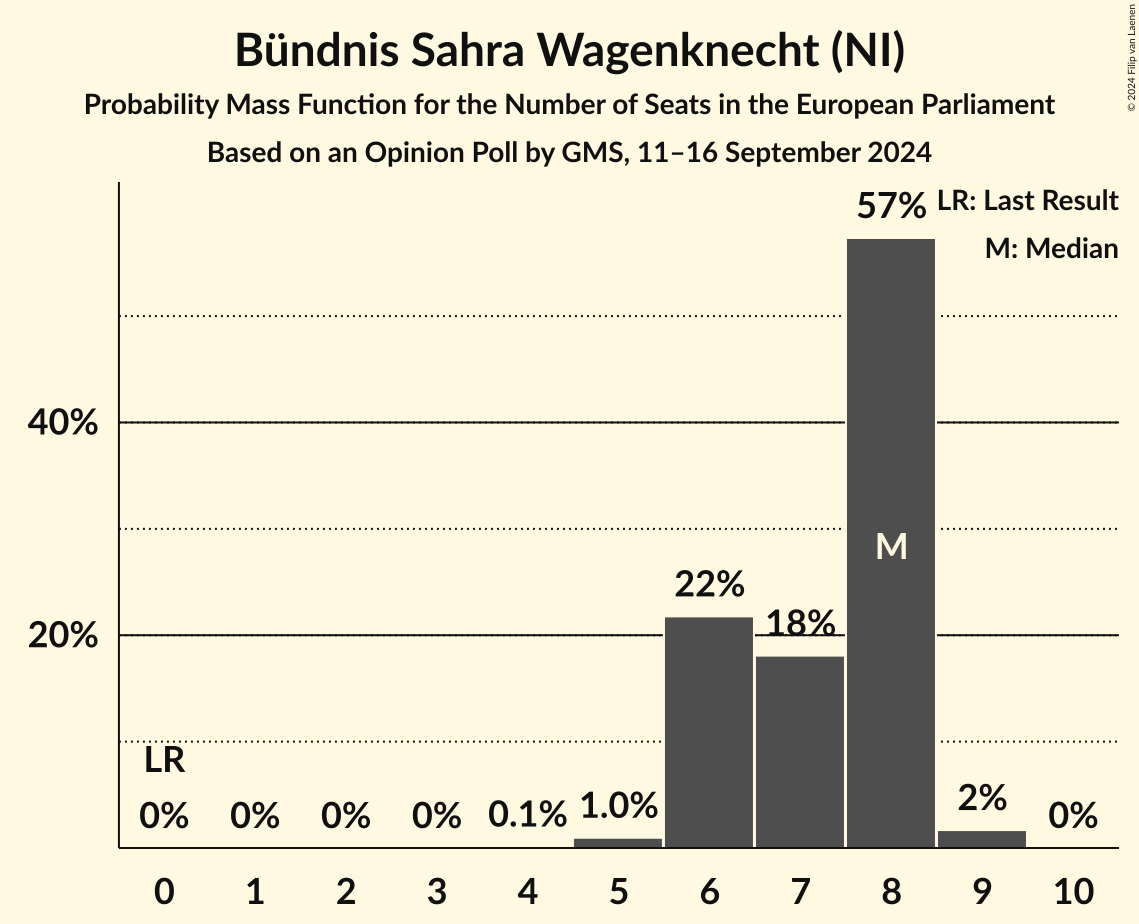 Bündnis Sahra Wagenknecht (NI)
Probability Mass Function for the Number of Seats in the European Parliament
Based on an Opinion Poll by GMS, 11–16 September 2024
© 2024 Filip van Laenen
LR: Last Result
M: Median
57%
40%
M
22%
18%
20%
LR
0% 0% 0% 0% 0.1% 1.0% 2% 0%
0 1 2 3 4 5 6 7 8 9 10